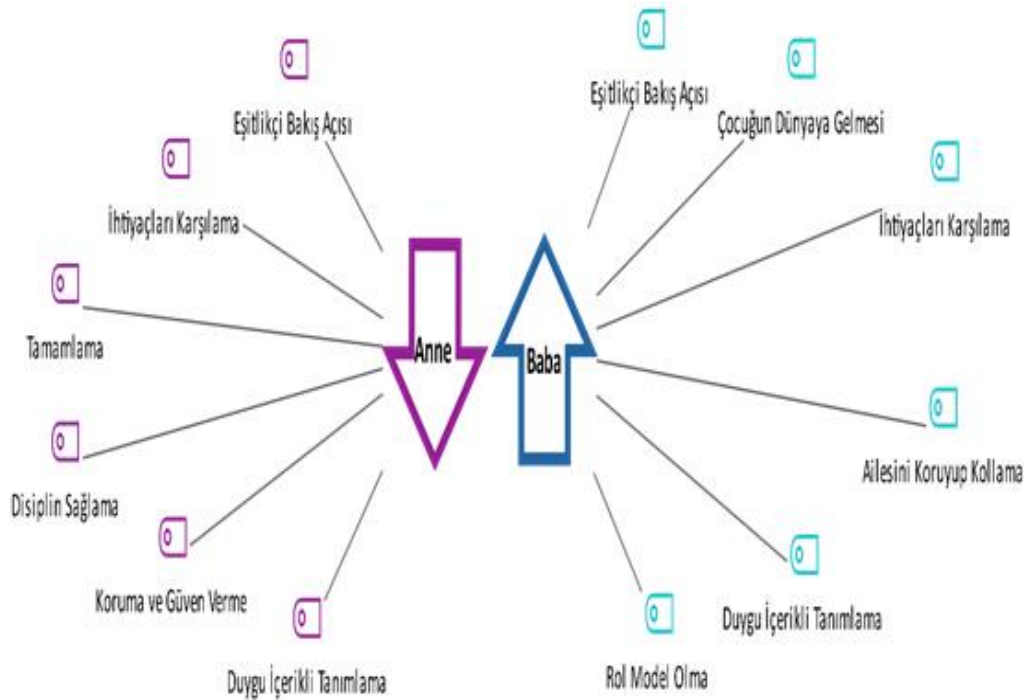 Eşitlikçi Bakış Açısı
İhtiyaçları Karşılama
Tamamlama
Disiplin Sağlama
Koruma ve Güven Verme
Duygu İçerikli Tanımlama
Anne
Baba
Eşitlikçi Bakış Açısı
Çocuğun Dünyaya Gelmesi
İhtiyaçları Karşılama
Ailesini Koruyup Kollama
Duygu İçerikli Tanımlama
Rol Model Olma